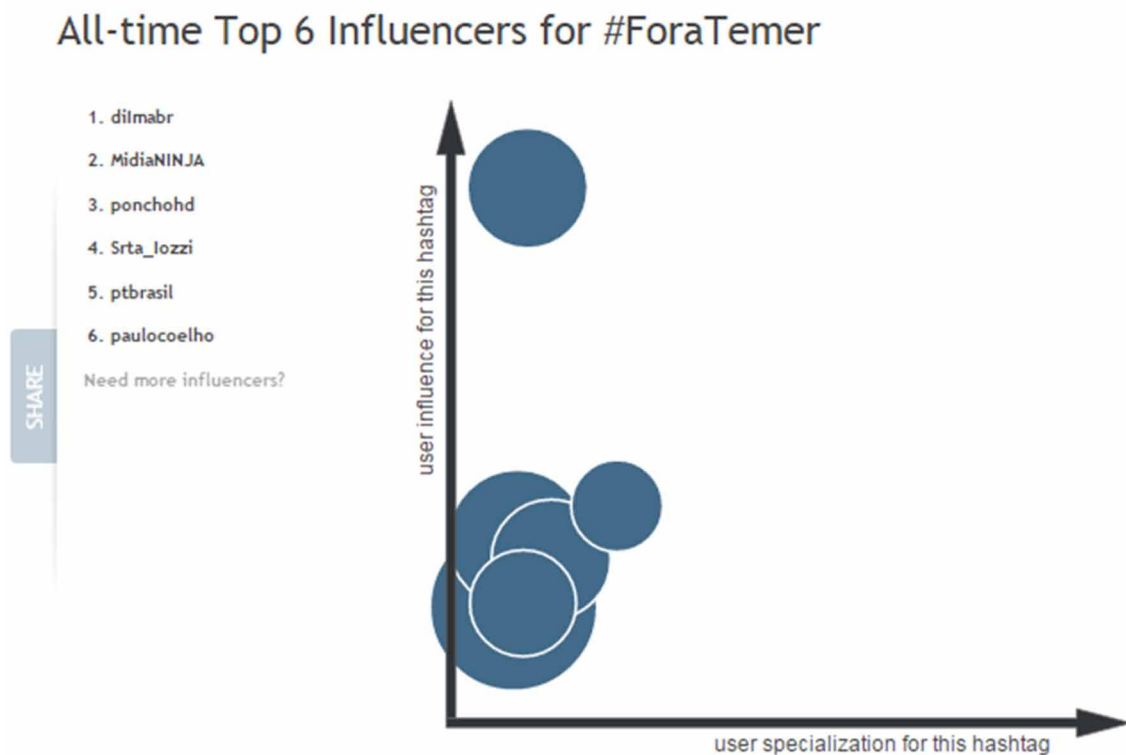 All-time Top 6 Influencers for #ForaTemer
1. dilmabr
2. MidiaNINJA
3. ponchohd
4. Srta_Iozzi
5. ptbrasil
6. paulocoelho
Need more influencers?
SHARE
user influence for this hashtag
user specialization for this hashtag